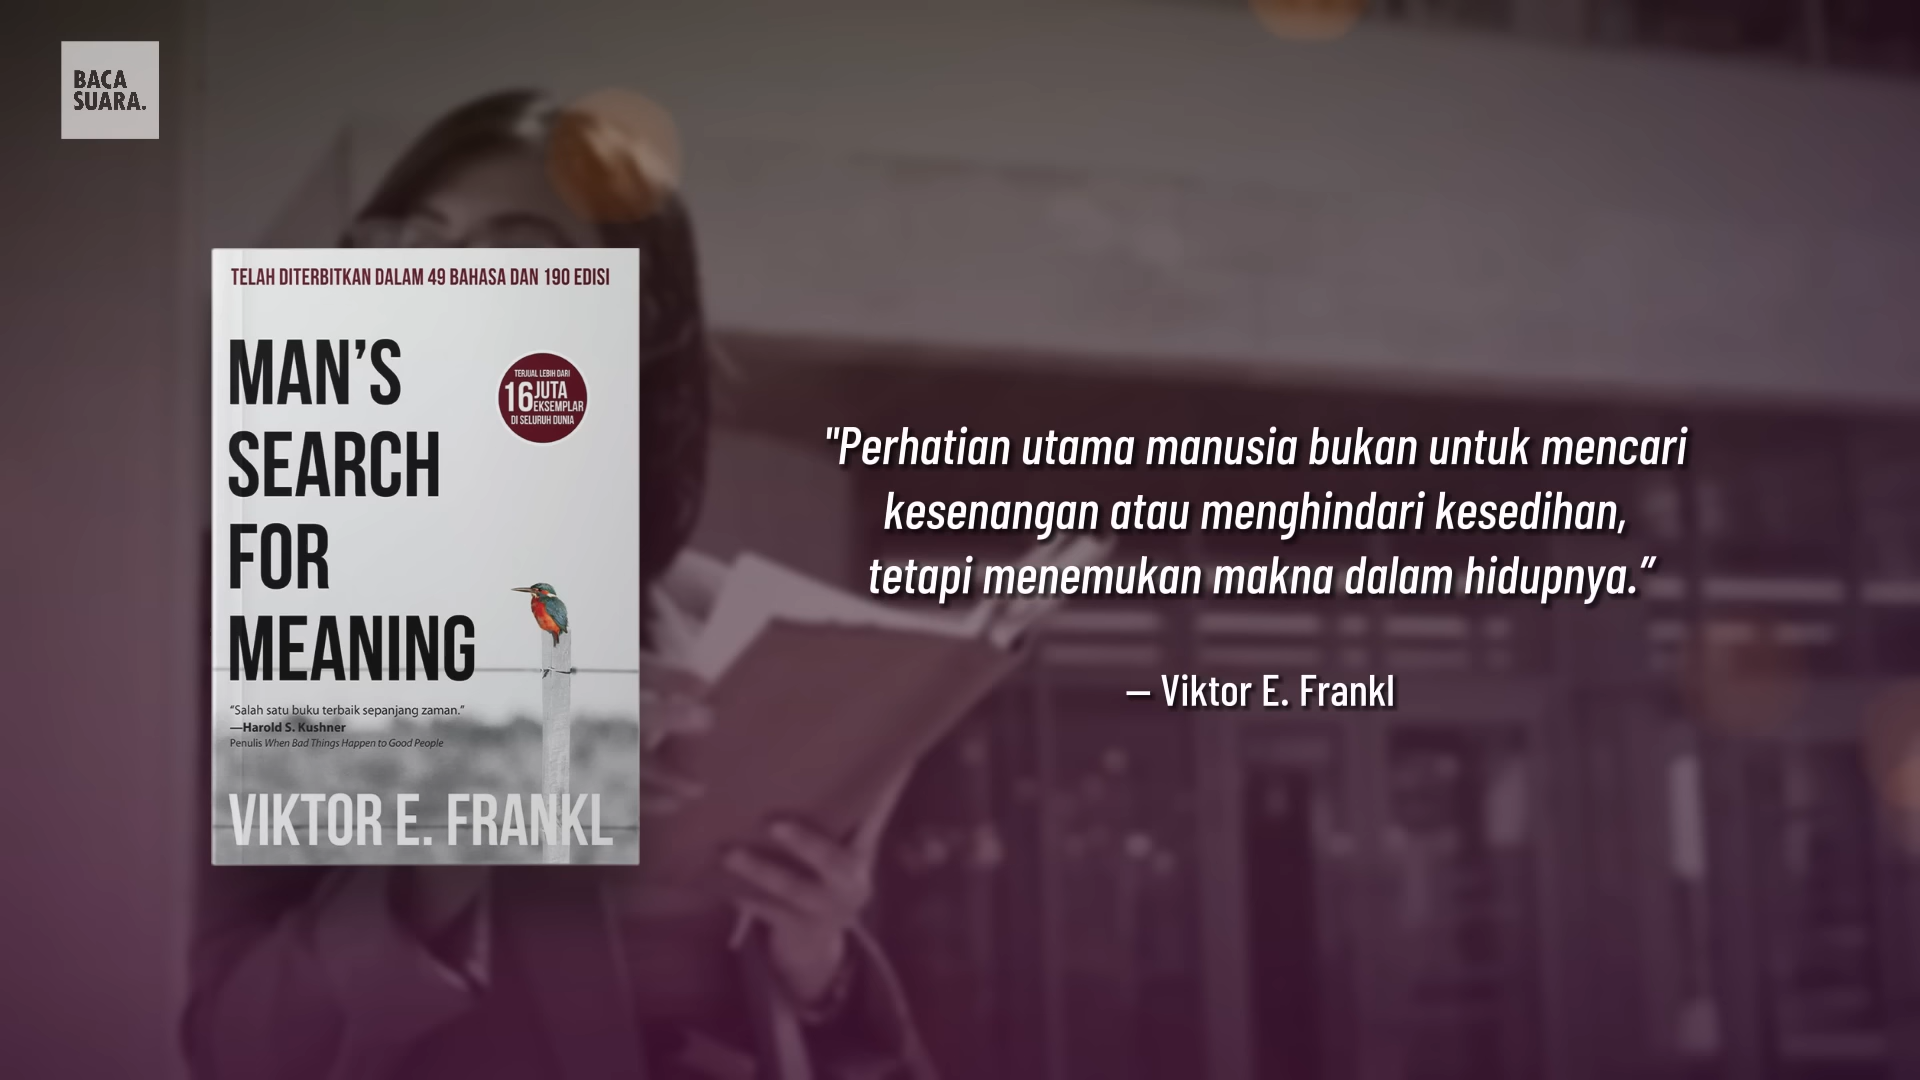 BACA
SUARA.
TELAH DITERBITKAN DALAM 49 BAHASA DAN 190 EDISI
MAN’S
SEARCH
FOR
MEANING
TERJUAL LEBIH DARI
16 JUTA
EKSEMPLAR
DI SELURUH DUNIA
“Salah satu buku terbaik sepanjang zaman.”
—Harold S. Kushner
Penulis When Bad Things Happen to Good People
VIKTOR E. FRANKL
"Perhatian utama manusia bukan untuk mencari
kesenangan atau menghindari kesedihan,
tetapi menemukan makna dalam hidupnya.”
– Viktor E. Frankl